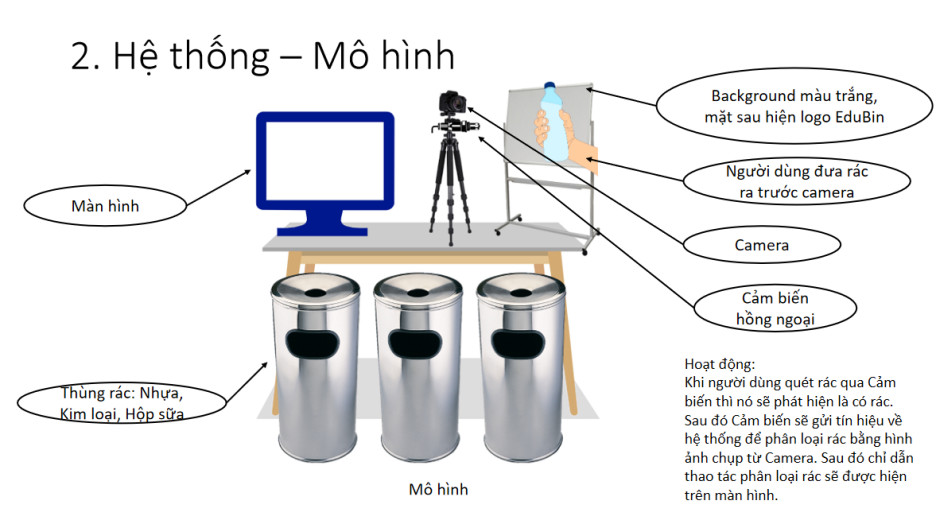 2. Hệ thống – Mô hình
Background màu trắng,
mặt sau hiện logo EduBin
Người dùng đưa rác
ra trước camera
Màn hình
Camera
Cảm biến
hồng ngoại
Thùng rác: Nhựa,
Kim loại, Hộp sữa
Hoạt động:
Khi người dùng quét rác qua Cảm
biến thì nó sẽ phát hiện là có rác.
Sau đó Cảm biến sẽ gửi tín hiệu về
hệ thống để phân loại rác bằng hình
ảnh chụp từ Camera. Sau đó chỉ dẫn
thao tác phân loại rác sẽ được hiện
trên màn hình.
Mô hình